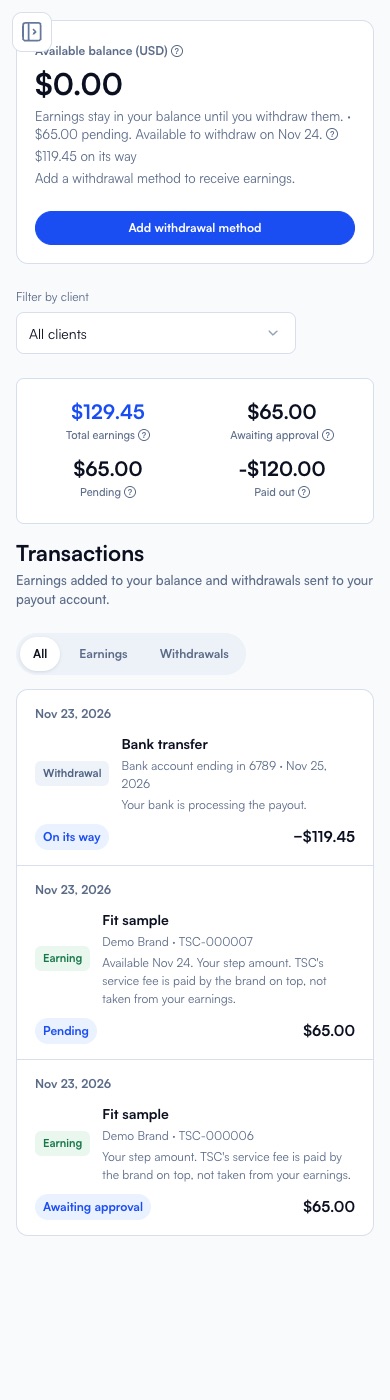 Available balance (USD)
$0.00
Earnings stay in your balance until you withdraw them. ·
$65.00 pending. Available to withdraw on Nov 24.
$119.45 on its way
Add a withdrawal method to receive earnings.
Add withdrawal method
Filter by client
All clients
$129.45
Total earnings
$65.00
Awaiting approval
$65.00
Pending
-$120.00
Paid out
Transactions
Earnings added to your balance and withdrawals sent to your
payout account.
All
Earnings
Withdrawals
Nov 23, 2026
Withdrawal
Bank transfer
Bank account ending in 6789 · Nov 25,
2026
Your bank is processing the payout.
On its way
−$119.45
Nov 23, 2026
Earning
Fit sample
Demo Brand · TSC-000007
Available Nov 24. Your step amount. TSC's
service fee is paid by the brand on top, not
taken from your earnings.
Pending
$65.00
Nov 23, 2026
Earning
Fit sample
Demo Brand · TSC-000006
Your step amount. TSC's service fee is paid by
the brand on top, not taken from your earnings.
Awaiting approval
$65.00